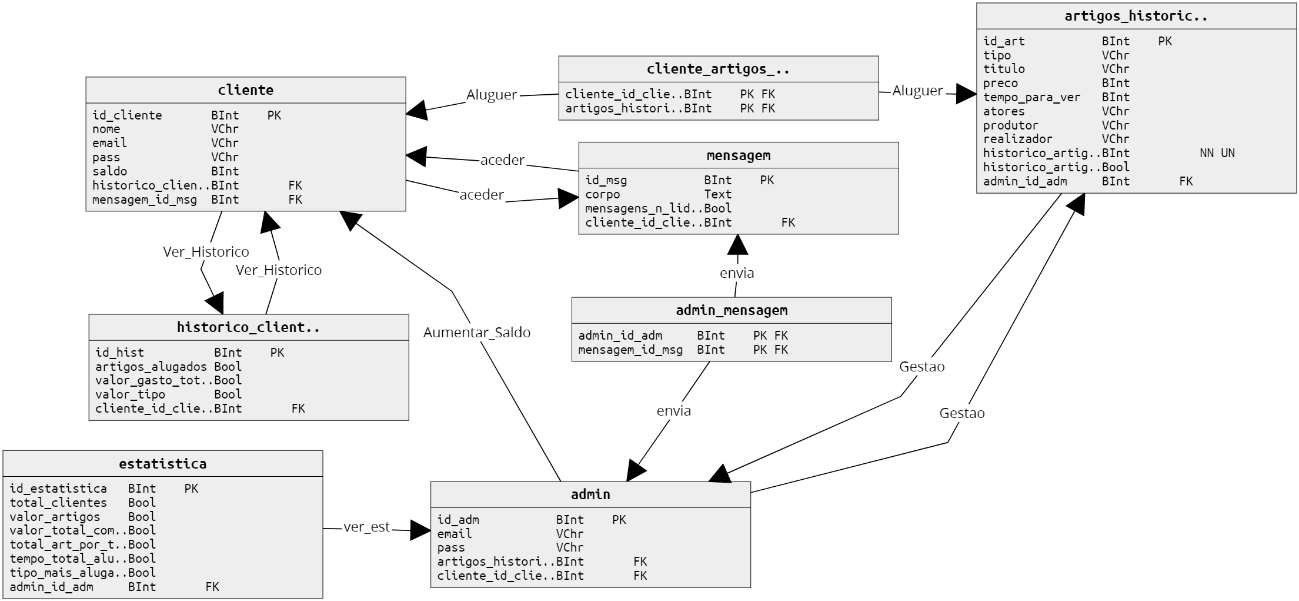 artigos_historic..
id_art BInt PK
tipo VChr
titulo VChr
preco BInt
tempo_para_ver BInt
atores VChr
produtor VChr
realizador VChr
historico_artig..BInt NN UN
historico_artig..Bool
admin_id_adm BInt FK
cliente_artigos_..
cliente_id_clie..BInt PK FK
artigos_histori..BInt PK FK
Aluguer
Aluguer
cliente
id_cliente BInt PK
nome VChr
email VChr
pass VChr
saldo BInt
historico_clien..BInt FK
mensagem_id_msg BInt FK
aceder
aceder
mensagem
id_msg BInt PK
corpo Text
mensagens_n_lid..Bool
cliente_id_clie..BInt FK
Ver_Historico
Ver_Historico
envia
admin_mensagem
admin_id_adm BInt PK FK
mensagem_id_msg BInt PK FK
historico_client..
id_hist BInt PK
artigos_alugados Bool
valor_gasto_tot..Bool
valor_tipo Bool
cliente_id_clie..BInt FK
Aumentar_Saldo
Gestao
envia
Gestao
estatistica
id_estatistica BInt PK
total_clientes Bool
valor_artigos Bool
valor_total_com..Bool
total_art_por_t..Bool
tempo_total_alu..Bool
tipo_mais_aluga..Bool
admin_id_adm BInt FK
ver_est
admin
id_adm BInt PK
email VChr
pass VChr
artigos_histori..BInt FK
cliente_id_clie..BInt FK